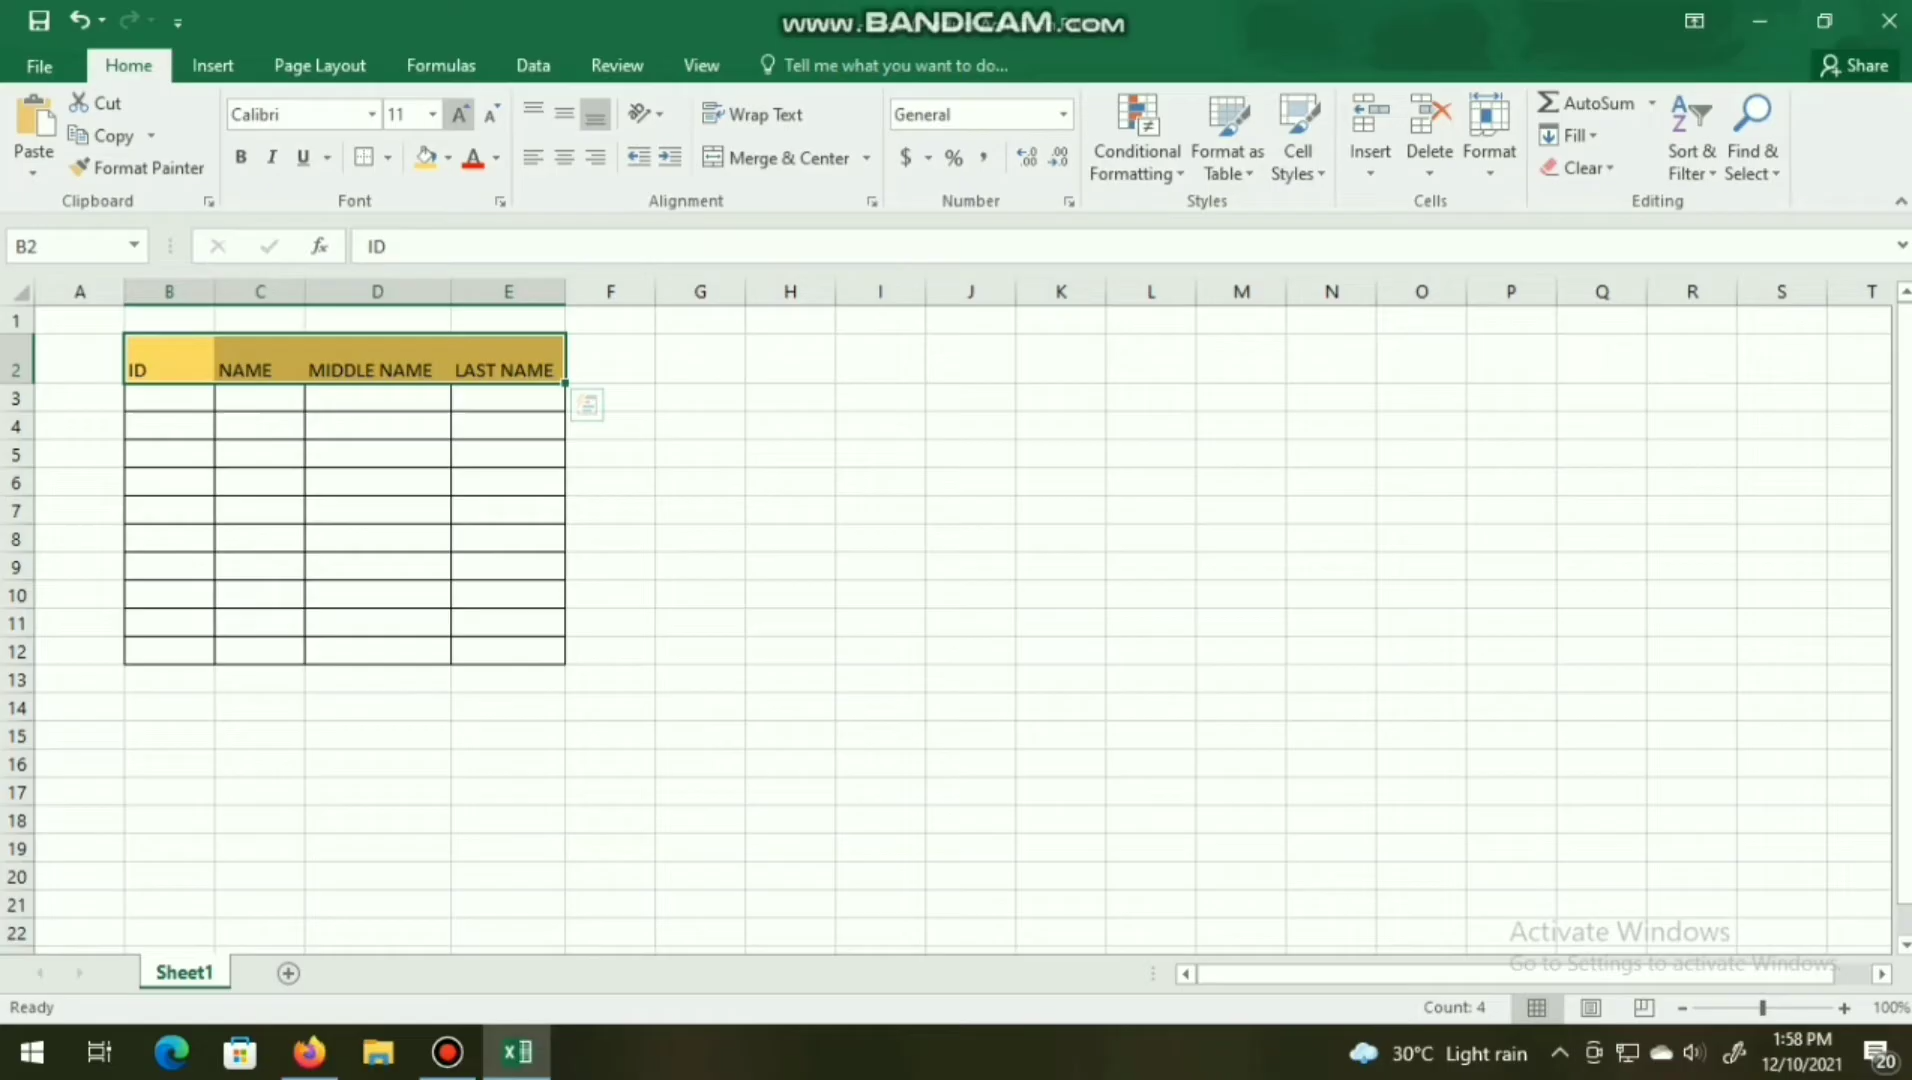 www.BANDICAM.com
File Home Insert Page Layout Formulas Data Review View Tell me what you want to do... Share
Paste
Cut
Copy
Format Painter
Clipboard
Calibri 11
B I U
Font
Wrap Text
Merge & Center
Alignment
General
$ % ,
Number
Conditional Formatting
Format as Table
Cell Styles
Styles
Insert Delete Format
Cells
AutoSum
Fill
Clear
Sort & Filter
Find & Select
Editing
B2 fx ID
A B C D E F G H I J K L M N O P Q R S T
1
2 ID NAME MIDDLE NAME LAST NAME
3
4
5
6
7
8
9
10
11
12
13
14
15
16
17
18
19
20
21
22
Activate Windows
Go to Settings to activate Windows.
Sheet1
Ready Count: 4 100%
30°C Light rain
1:58 PM
12/10/2021
20